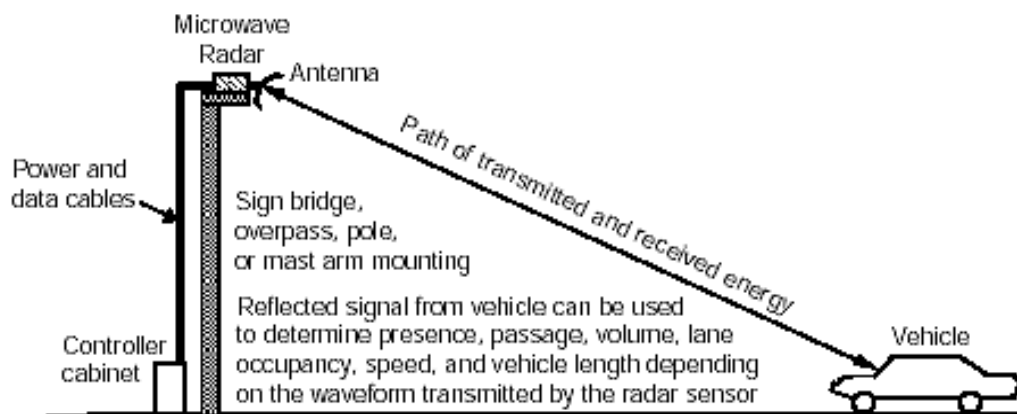 Microwave
Radar
Antenna
Path of transmitted and received energy
Power and
data cables
Sign bridge,
overpass, pole,
or mast arm mounting
Reflected signal from vehicle can be used
to determine presence, passage, volume, lane
occupancy, speed, and vehicle length depending
on the waveform transmitted by the radar sensor
Controller
cabinet
Vehicle